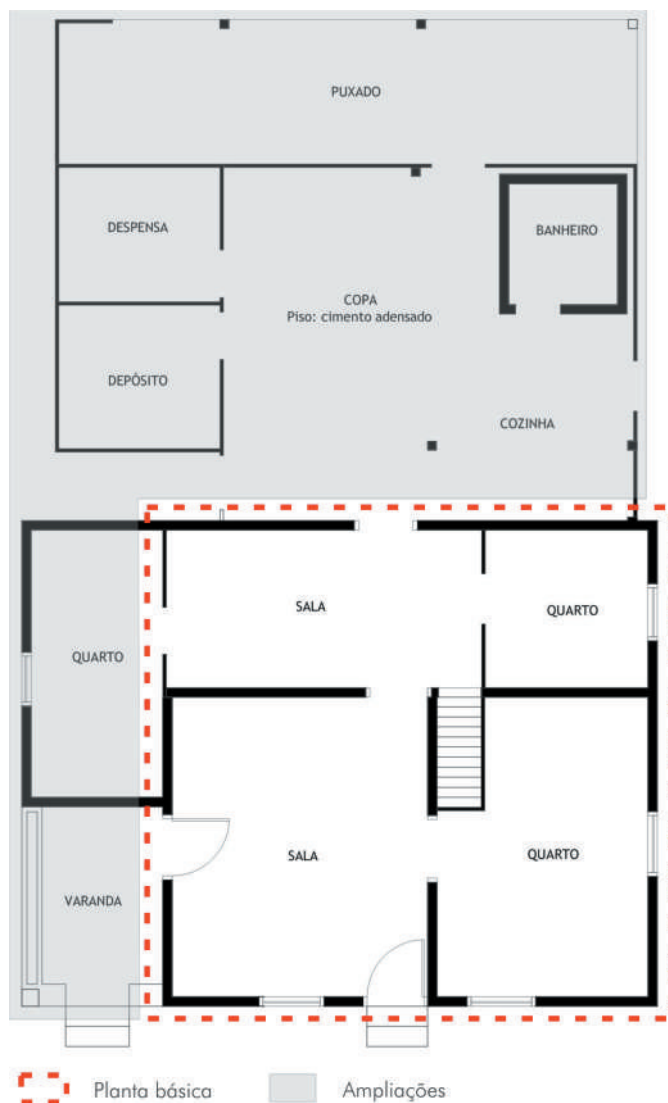 PUXADO
DESPENSA
BANHEIRO
COPA
Piso: cimento adensado
DEPÓSITO
COZINHA
SALA
QUARTO
QUARTO
SALA
QUARTO
VARANDA
Planta básica
Ampliações